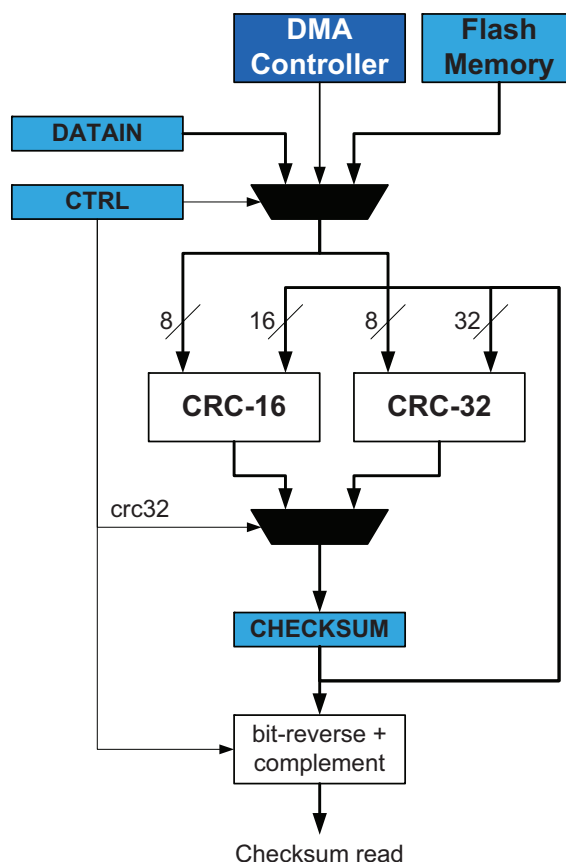 DMA
Controller
Flash
Memory
DATAIN
CTRL
8
16
8
32
CRC-16
CRC-32
crc32
CHECKSUM
bit-reverse +
complement
Checksum read